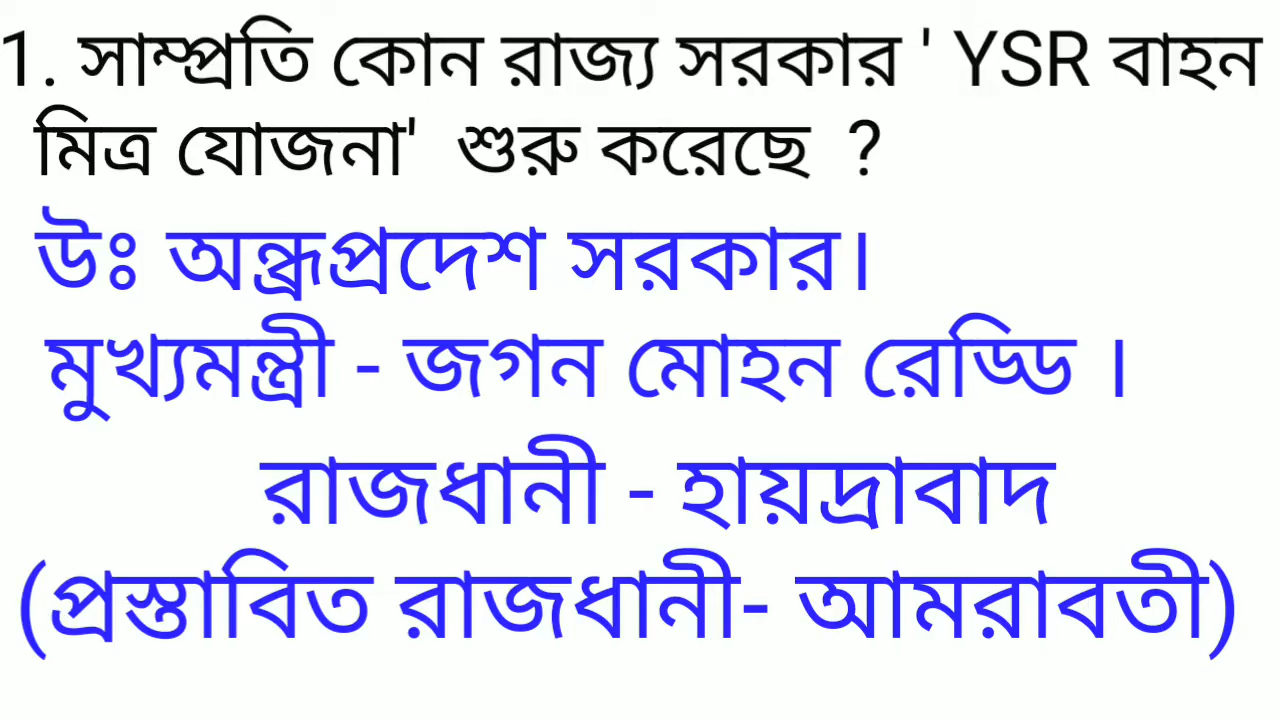 1. সাম্প্রতি কোন রাজ্য সরকার ' YSR বাহন
মিত্র যোজনা' শুরু করেছে ?
উঃ অন্ধ্রপ্রদেশ সরকার।
মুখ্যমন্ত্রী - জগন মোহন রেড্ডি ।
রাজধানী - হায়দ্রাবাদ
(প্রস্তাবিত রাজধানী- আমরাবতী)